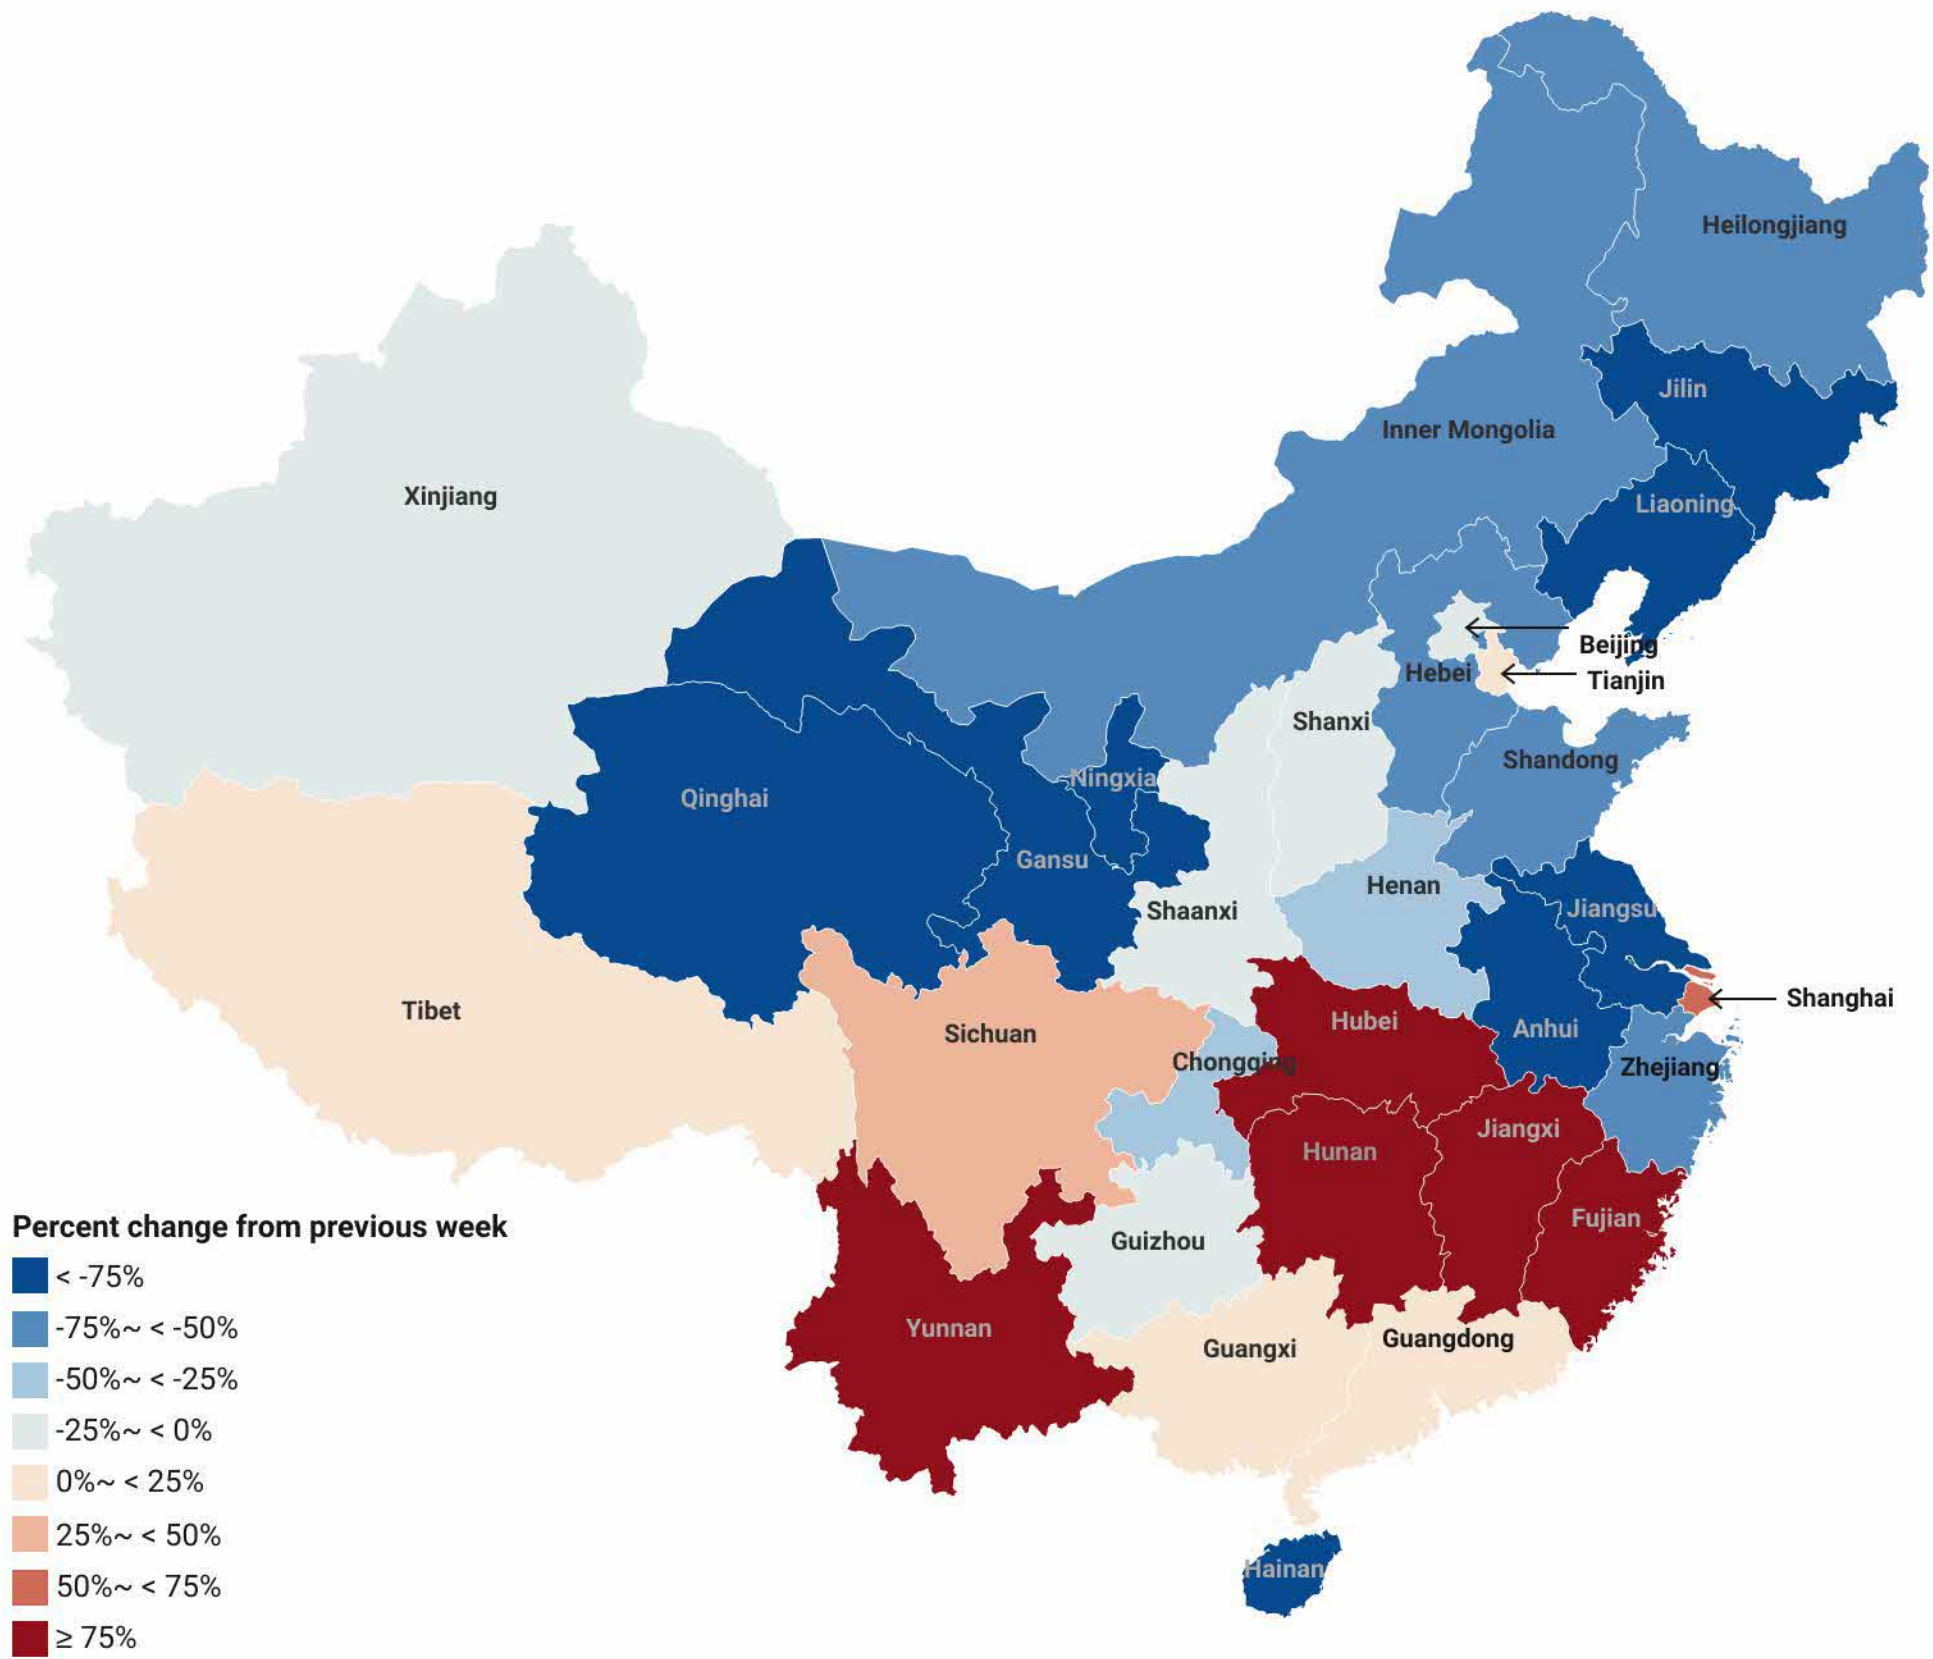 Heilongjiang
Jilin
Inner Mongolia
Xinjiang
Liaoning
Beijing
Hebei
Tianjin
Shanxi
Shandong
Ningxia
Qinghai
Gansu
Henan
Shaanxi
Jiangsu
Shanghai
Tibet
Hubei
Anhui
Sichuan
Chongqing
Zhejiang
Jiangxi
Hunan
Fujian
Guizhou
Yunnan
Guangxi
Guangdong
Hainan
Percent change from previous week
< -75%
-75%~ < -50%
-50%~ < -25%
-25%~ < 0%
0%~ < 25%
25%~ < 50%
50%~ < 75%
≥ 75%